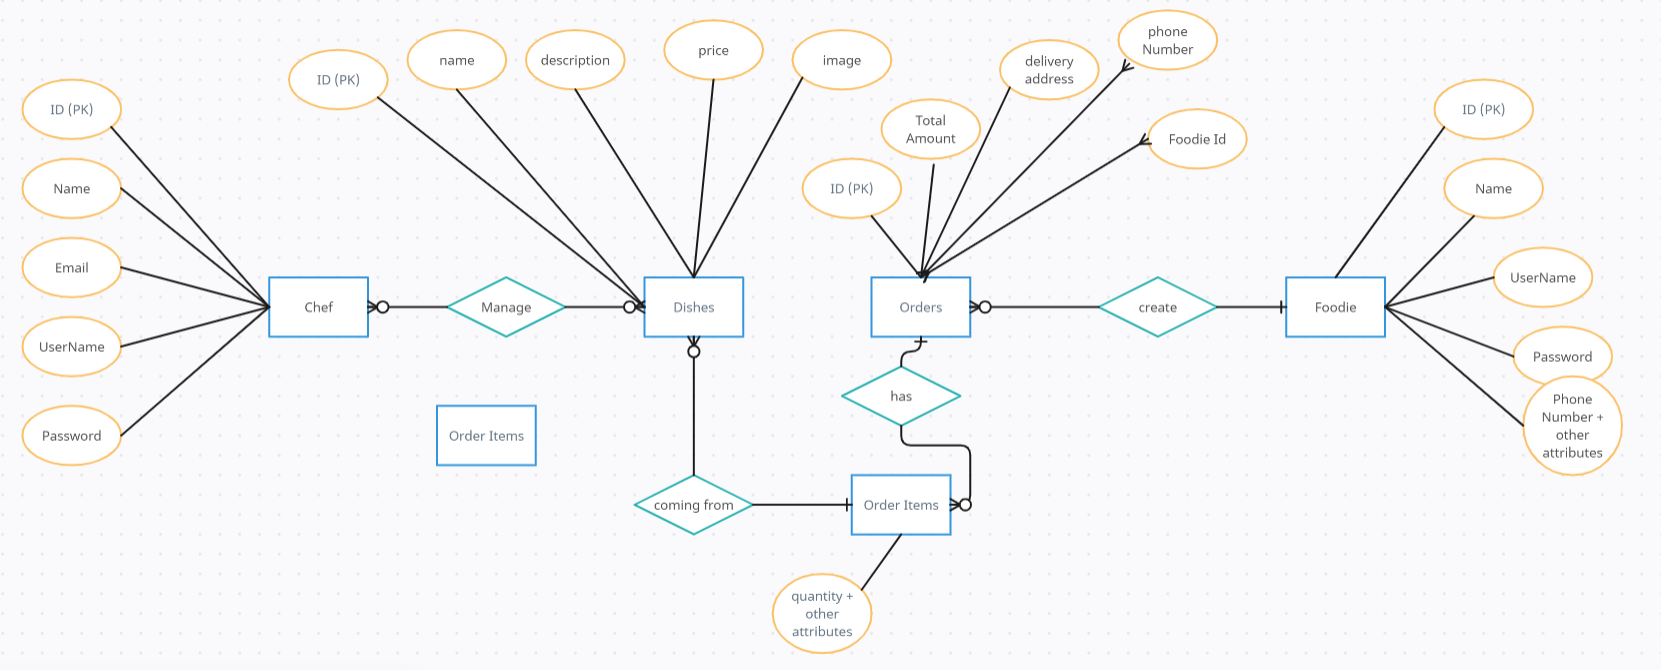 phone
Number
name
description
price
image
delivery
address
ID (PK)
ID (PK)
ID (PK)
Total
Amount
Foodie Id
Name
ID (PK)
Name
Email
UserName
Chef
Manage
Dishes
Orders
create
Foodie
UserName
Password
has
Password
Order Items
Phone
Number +
other
attributes
coming from
Order Items
quantity +
other
attributes